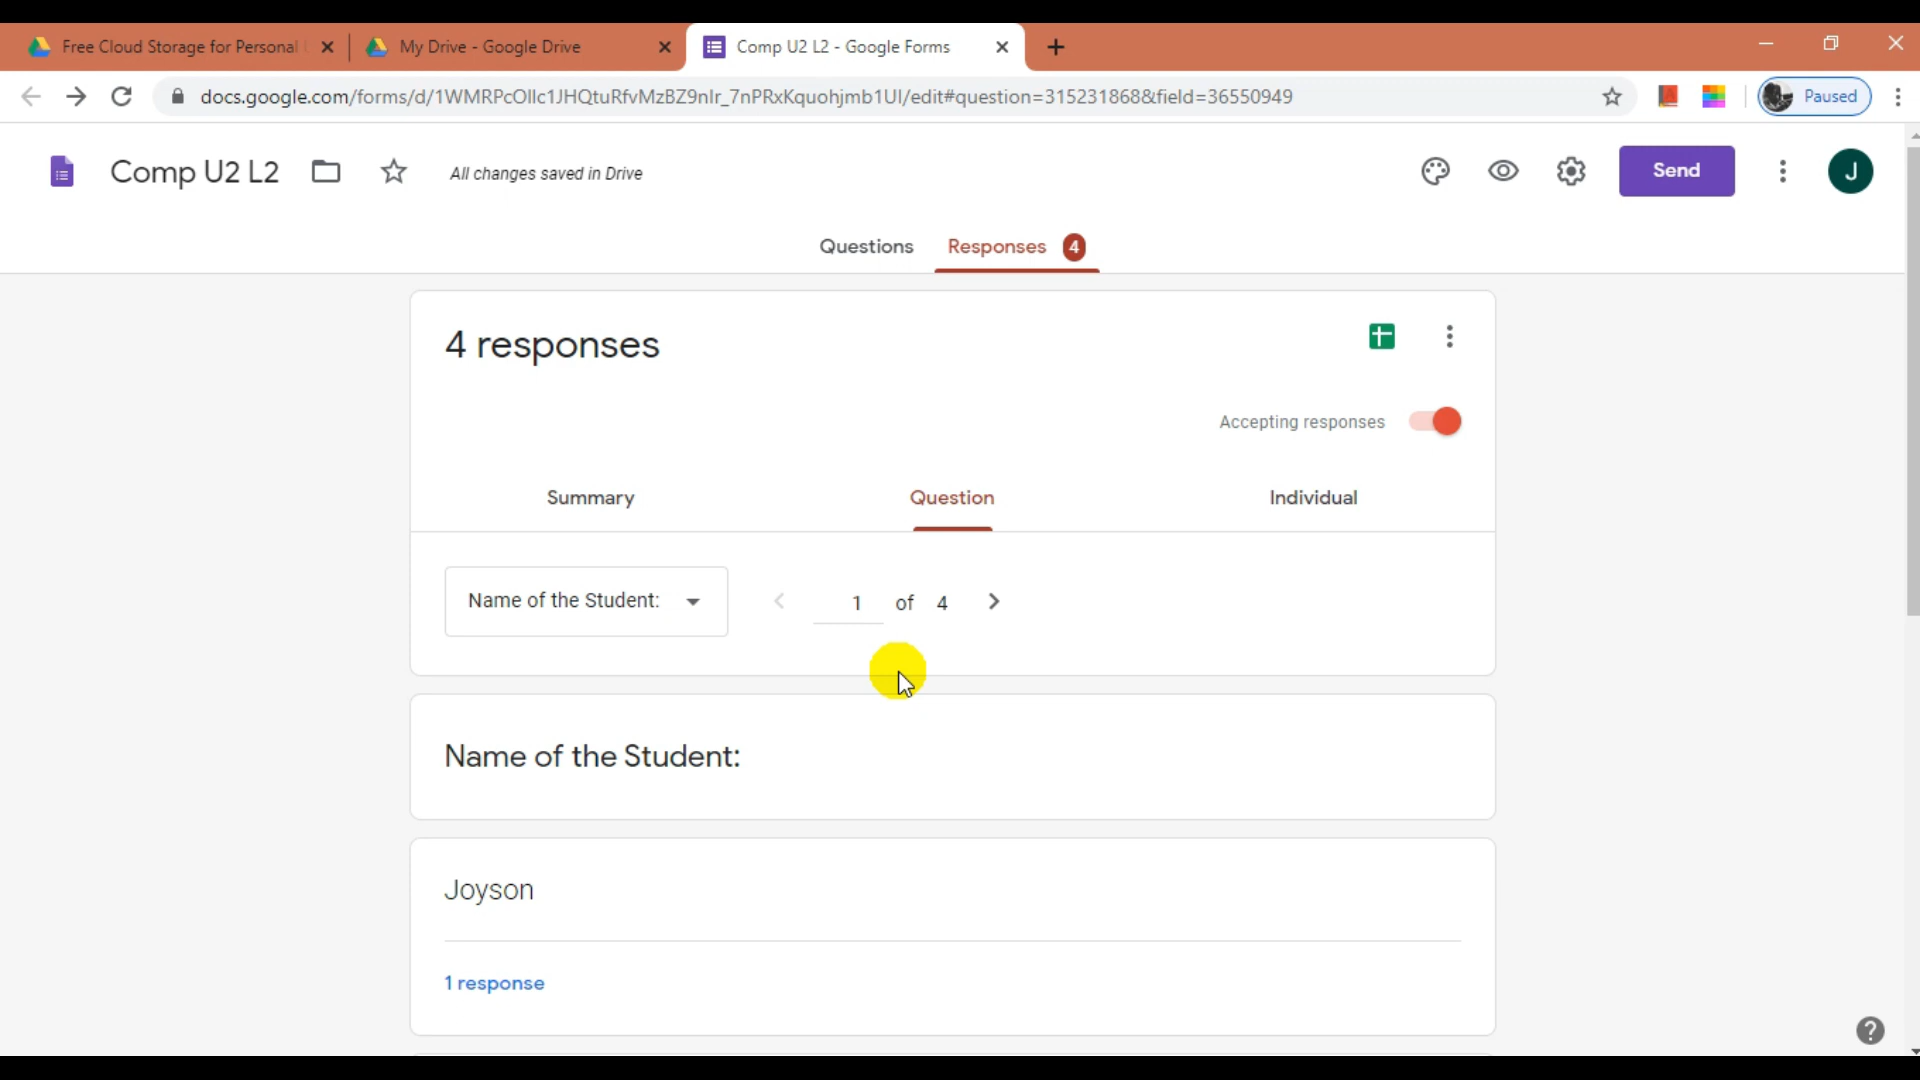 Free Cloud Storage for Personal
My Drive - Google Drive
Comp U2 L2 - Google Forms
docs.google.com/forms/d/1WMRPcOllc1JHQtuRfvMzBZ9nlr_7nPRxKquohjmb1UI/edit#question=315231868&field=36550949
Paused
Comp U2 L2
All changes saved in Drive
Send
J
Questions
Responses 4
4 responses
Accepting responses
Summary
Question
Individual
Name of the Student:
1 of 4
Name of the Student:
Joyson
1 response